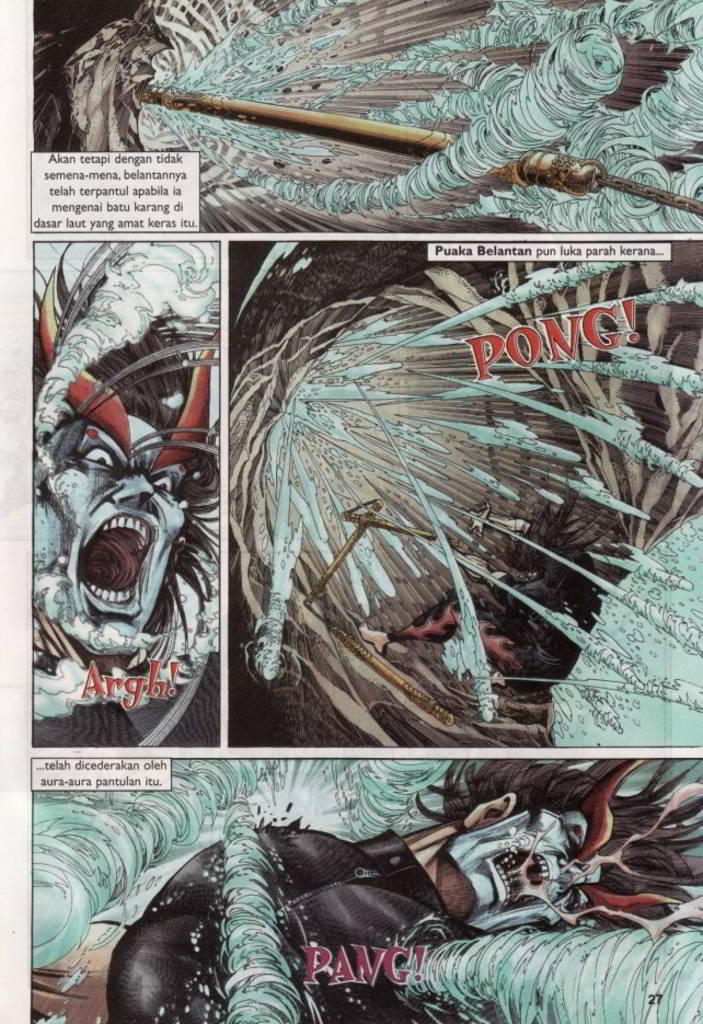 Akan tetapi dengan tidak
semena-mena, belantannya
telah terpantul apabila ia
mengenai batu karang di
dasar laut yang amat keras itu.
Puaka Belantan pun luka parah kerana...
PONG!
Argh!
...telah dicederakan oleh
aura-aura pantulan itu.
PANG!
27